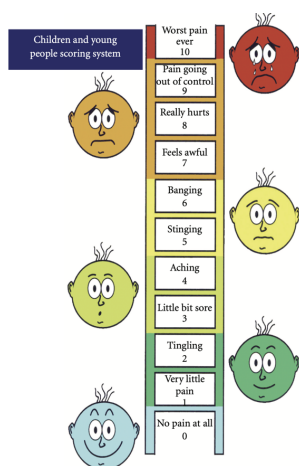 Children and young
people scoring system
Worst pain
ever
10
Pain going
out of control
9
Really hurts
8
Feels awful
7
Banging
6
Stinging
5
Aching
4
Little bit sore
3
Tingling
2
Very little
pain
1
No pain at all
0